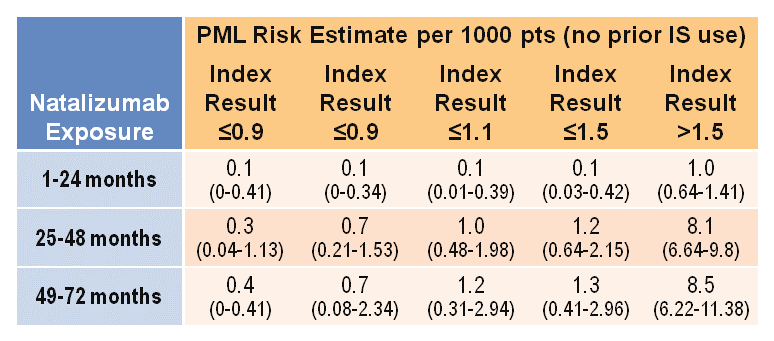 PML Risk Estimate per 1000 pts (no prior IS use)
Natalizumab
Exposure
Index
Result
≤0.9
Index
Result
≤0.9
Index
Result
≤1.1
Index
Result
≤1.5
Index
Result
>1.5
1-24 months
0.1
(0-0.41)
0.1
(0-0.34)
0.1
(0.01-0.39)
0.1
(0.03-0.42)
1.0
(0.64-1.41)
25-48 months
0.3
(0.04-1.13)
0.7
(0.21-1.53)
1.0
(0.48-1.98)
1.2
(0.64-2.15)
8.1
(6.64-9.8)
49-72 months
0.4
(0-0.41)
0.7
(0.08-2.34)
1.2
(0.31-2.94)
1.3
(0.41-2.96)
8.5
(6.22-11.38)